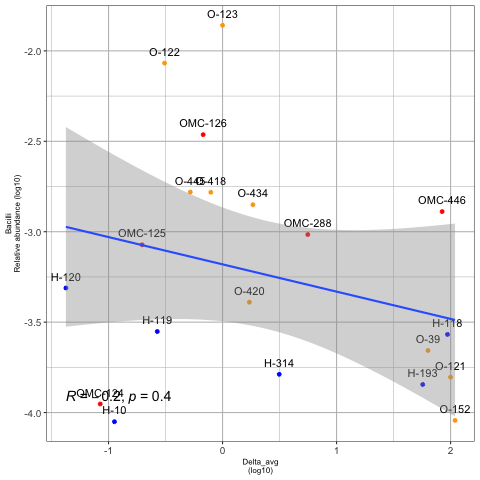 O-123
-2.0
O-122
OMC-126
-2.5
O-445
O-418
O-434
OMC-446
OMC-288
-3.0
OMC-125
H-120
O-420
-3.5
H-119
H-118
O-39
H-314
O-121
H-193
R = -0.2, p = 0.4
OMC-124
H-10
O-152
-4.0
-1 0 1 2
Delta_avg
(log10)
Bacilli
Relative abundance (log10)